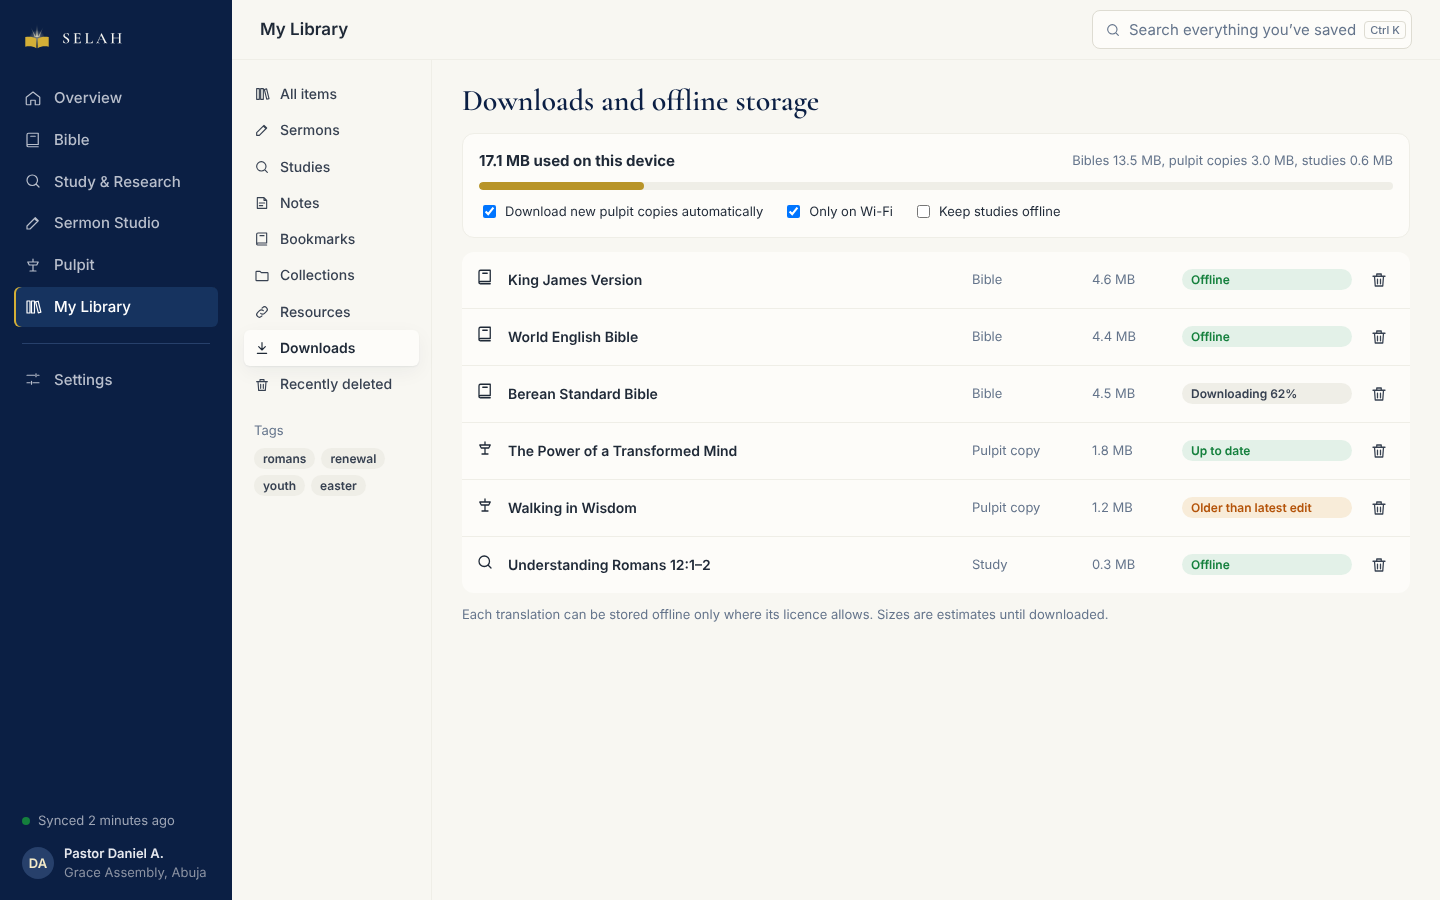 SELAH
Overview
Bible
Study & Research
Sermon Studio
Pulpit
My Library
Settings
Synced 2 minutes ago
DA
Pastor Daniel A.
Grace Assembly, Abuja
My Library
Search everything you’ve saved
Ctrl K
All items
Sermons
Studies
Notes
Bookmarks
Collections
Resources
Downloads
Recently deleted
Tags
romans renewal
youth easter
Downloads and offline storage
17.1 MB used on this device
Bibles 13.5 MB, pulpit copies 3.0 MB, studies 0.6 MB
Download new pulpit copies automatically Only on Wi-Fi Keep studies offline
King James Version Bible 4.6 MB Offline
World English Bible Bible 4.4 MB Offline
Berean Standard Bible Bible 4.5 MB Downloading 62%
The Power of a Transformed Mind Pulpit copy 1.8 MB Up to date
Walking in Wisdom Pulpit copy 1.2 MB Older than latest edit
Understanding Romans 12:1–2 Study 0.3 MB Offline
Each translation can be stored offline only where its licence allows. Sizes are estimates until downloaded.